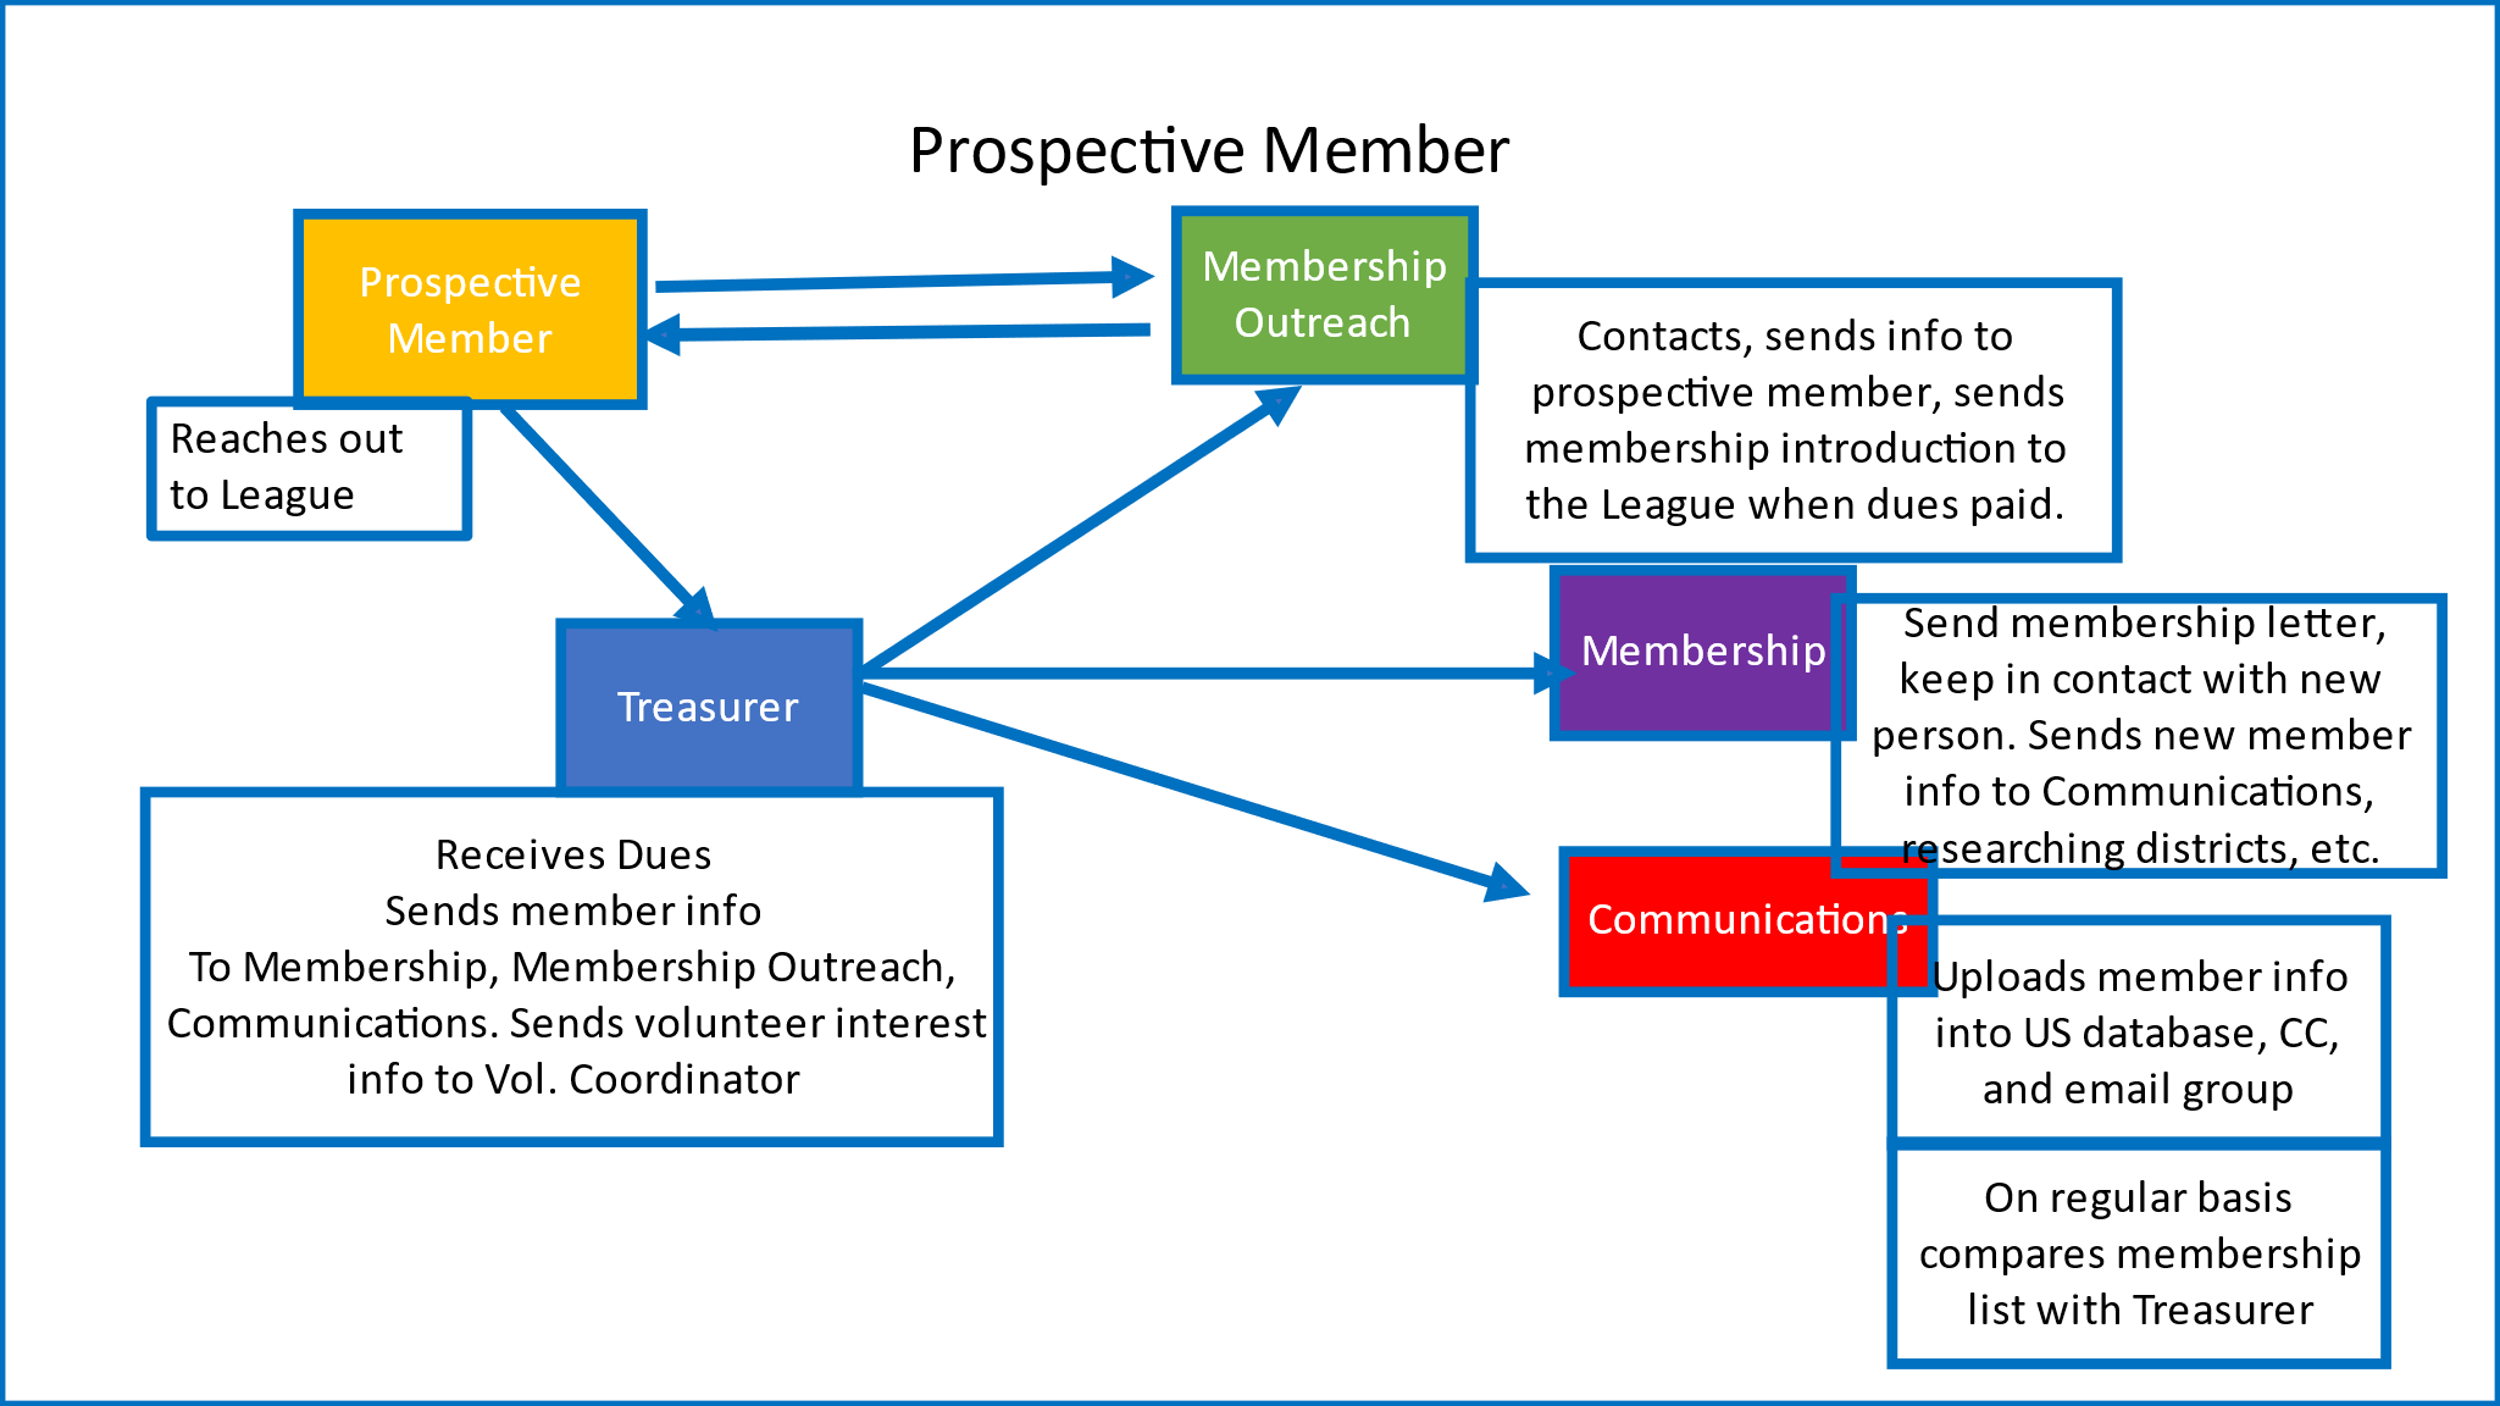 Prospective Member
Prospective
Member
Reaches out
to League
Membership
Outreach
Contacts, sends info to
prospective member, sends
membership introduction to
the League when dues paid.
Treasurer
Receives Dues
Sends member info
To Membership, Membership Outreach,
Communications. Sends volunteer interest
info to Vol. Coordinator
Membership
Send membership letter,
keep in contact with new
person. Sends new member
info to Communications,
researching districts, etc.
Communications
Uploads member info
into US database, CC,
and email group
On regular basis
compares membership
list with Treasurer